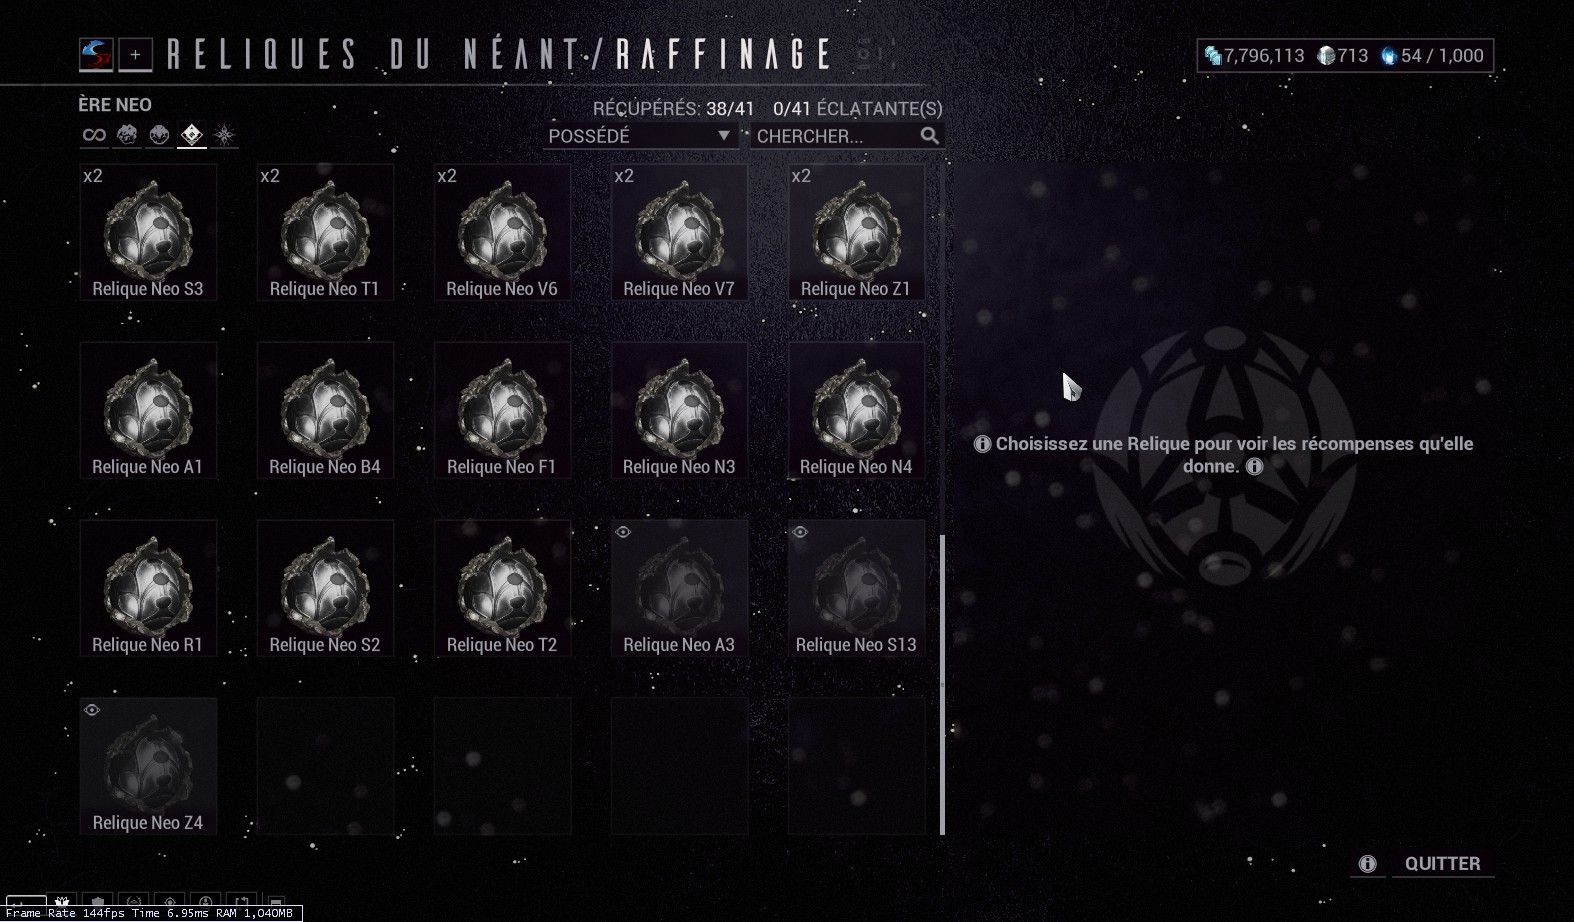 RELIQUES DU NÉANT/RAFFINAGE
7,796,113 713 54 / 1,000
ÈRE NEO
RÉCUPÉRÉS: 38/41 0/41 ÉCLATANTE(S)
POSSÉDÉ CHERCHER...
x2 x2 x2 x2 x2
Relique Neo S3 Relique Neo T1 Relique Neo V6 Relique Neo V7 Relique Neo Z1
Relique Neo A1 Relique Neo B4 Relique Neo F1 Relique Neo N3 Relique Neo N4
Choisissez une Relique pour voir les récompenses qu'elle
donne.
Relique Neo R1 Relique Neo S2 Relique Neo T2 Relique Neo A3 Relique Neo S13
Relique Neo Z4
QUITTER
Frame Rate 144fps Time 6.95ms RAM 1,040MB